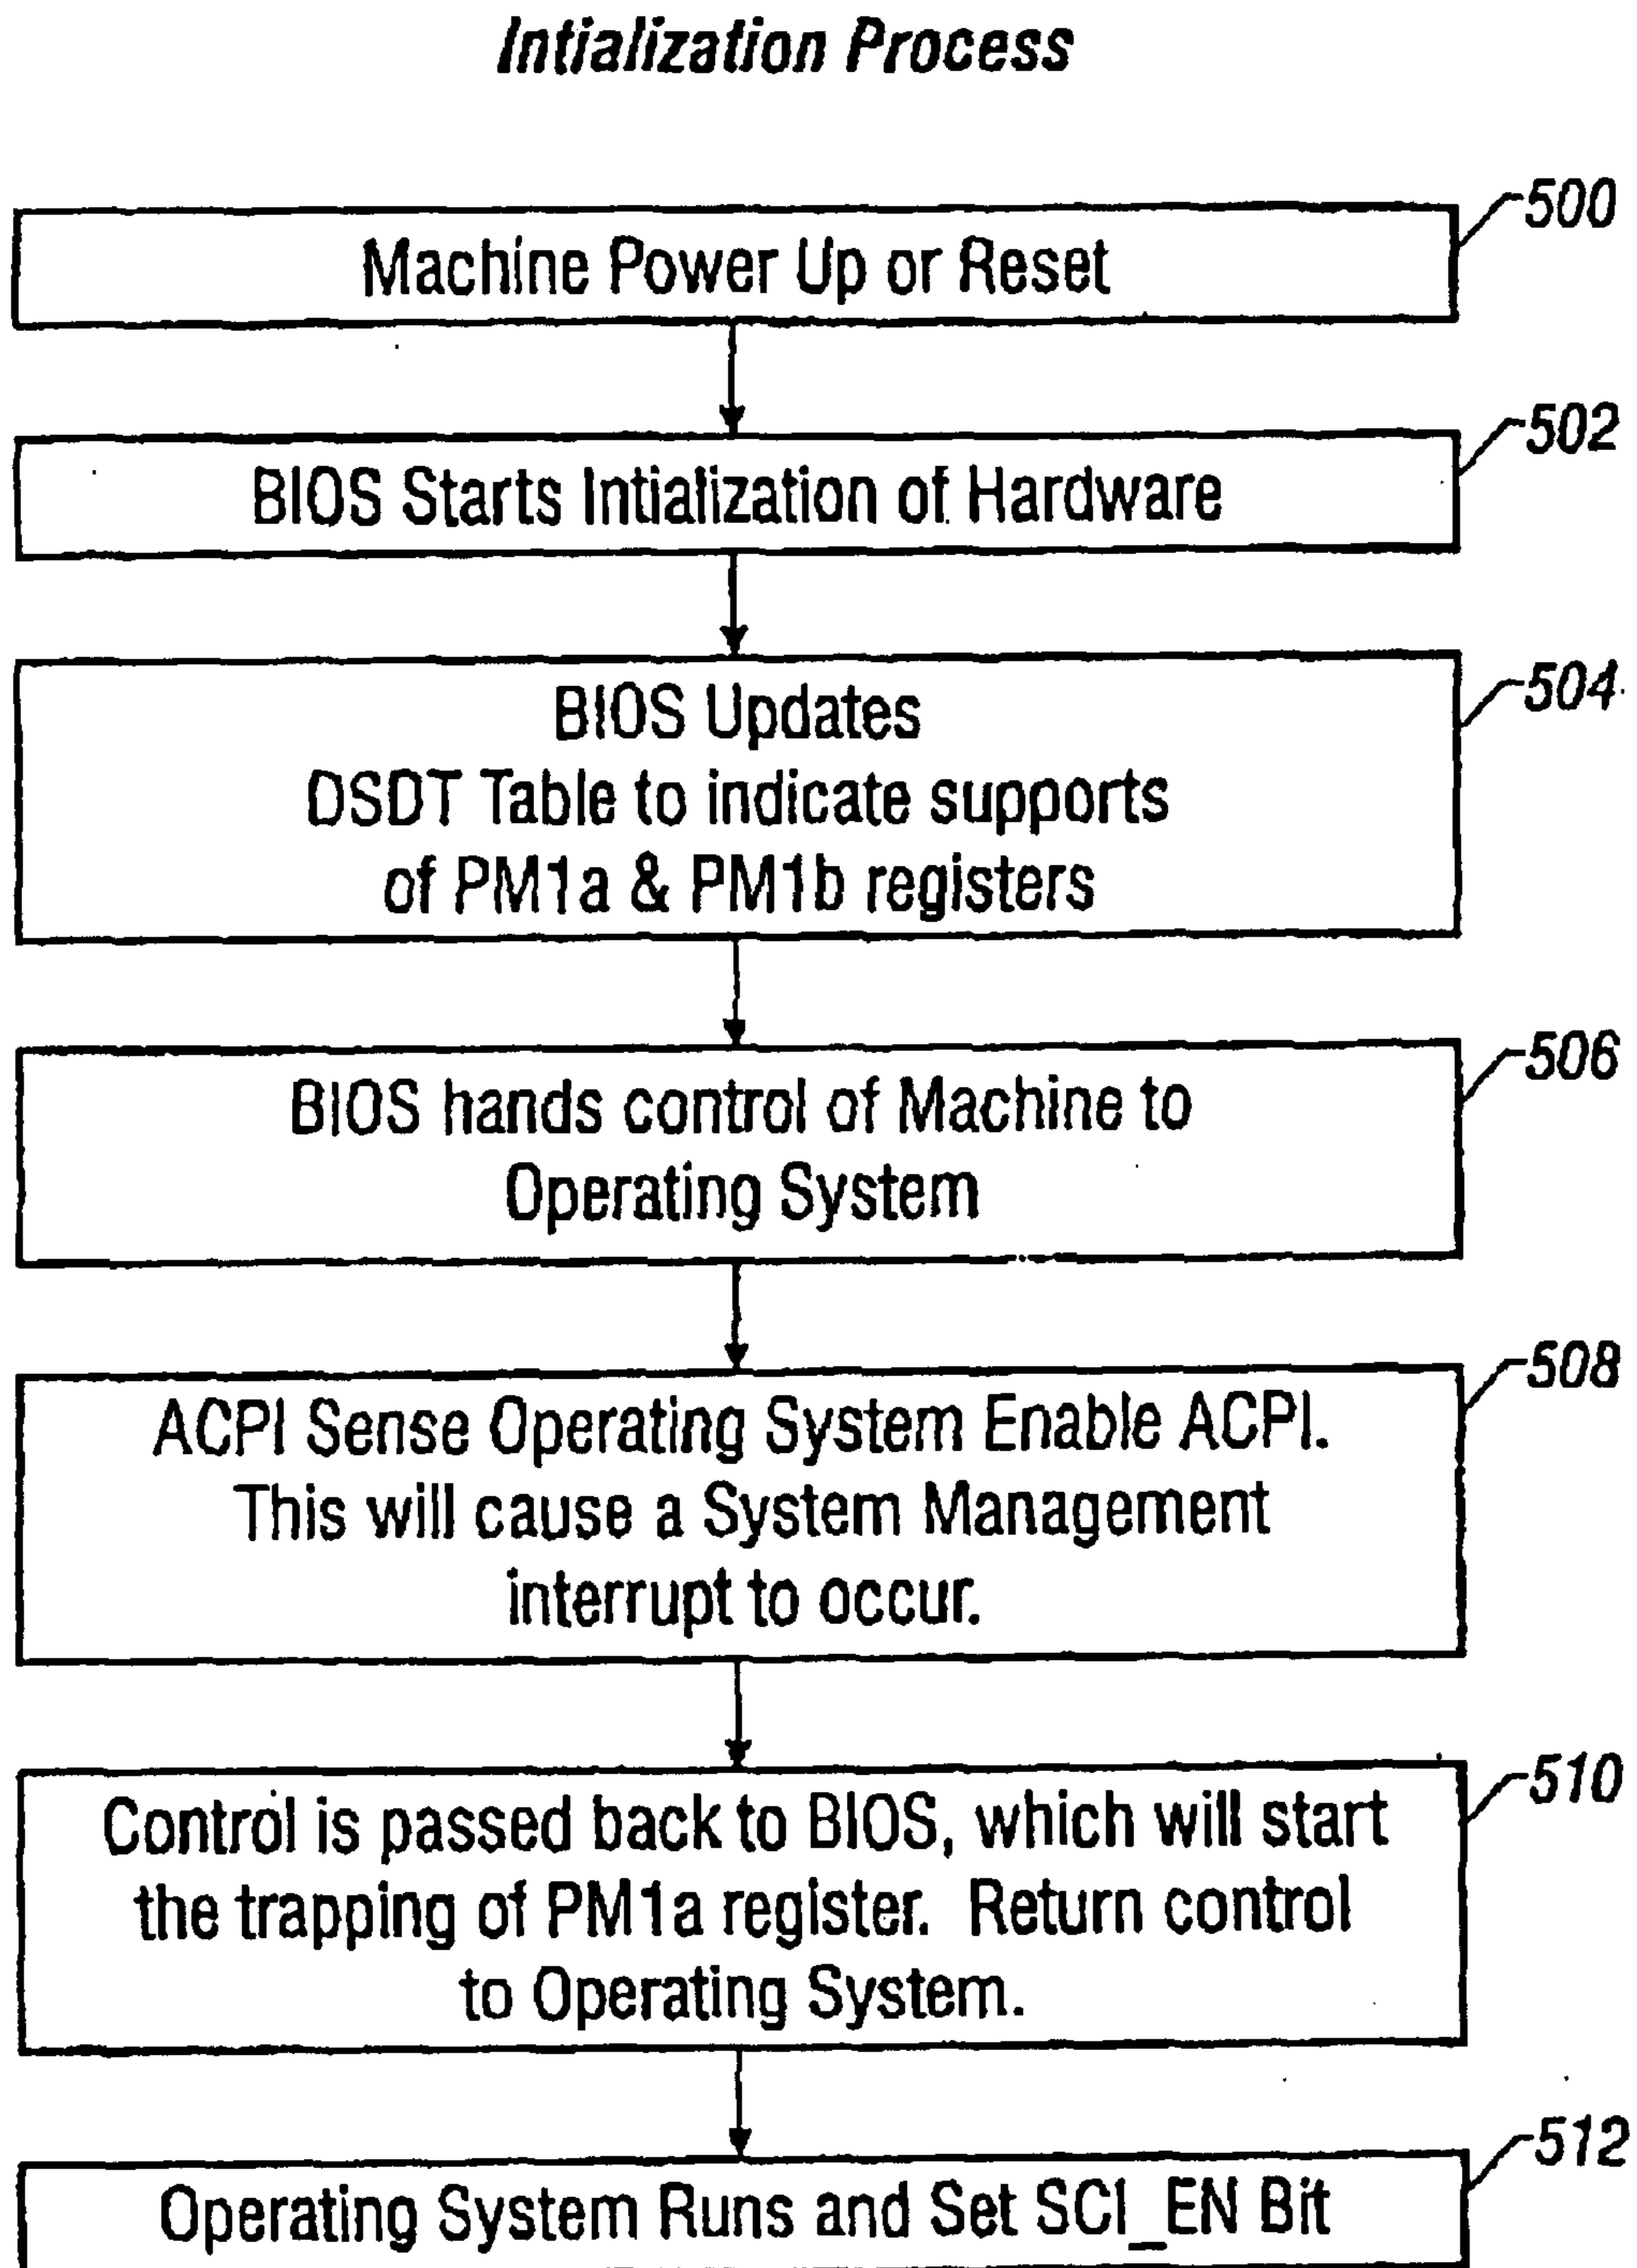 Intialization Process
500
Machine Power Up or Reset
502
BIOS Starts Intialization of Hardware
504
BIOS Updates
DSDT Table to indicate supports
of PM1a & PM1b registers
506
BIOS hands control of Machine to
Operating System
508
ACPI Sense Operating System Enable ACPI.
This will cause a System Management
interrupt to occur.
510
Control is passed back to BIOS, which will start
the trapping of PM1a register. Return control
to Operating System.
512
Operating System Runs and Set SCI_EN Bit